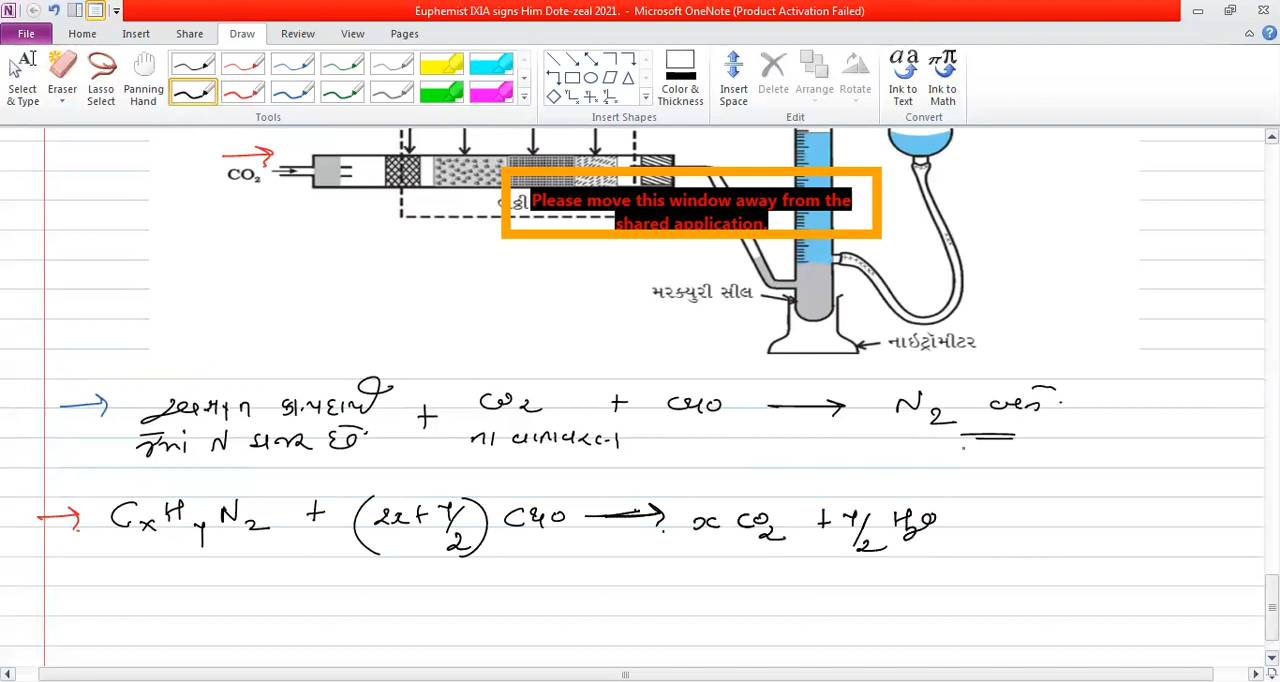 Euphemist IXIA signs Him Dote-zeal 2021. - Microsoft OneNote (Product Activation Failed)
File Home Insert Share Draw Review View Pages
Select & Type
Eraser
Lasso Select
Panning Hand
Color & Thickness
Insert Space
Delete
Arrange
Rotate
Ink to Text
Ink to Math
Tools
Insert Shapes
Edit
Convert
CO2
Please move this window away from the
shared application.
મરક્યુરી સીલ
નાઇટ્રૉમીટર
+ CO2 + CuO → N2
→ CxHyN2 + (2x+y/2) CuO → x CO2 + y/2 H2O